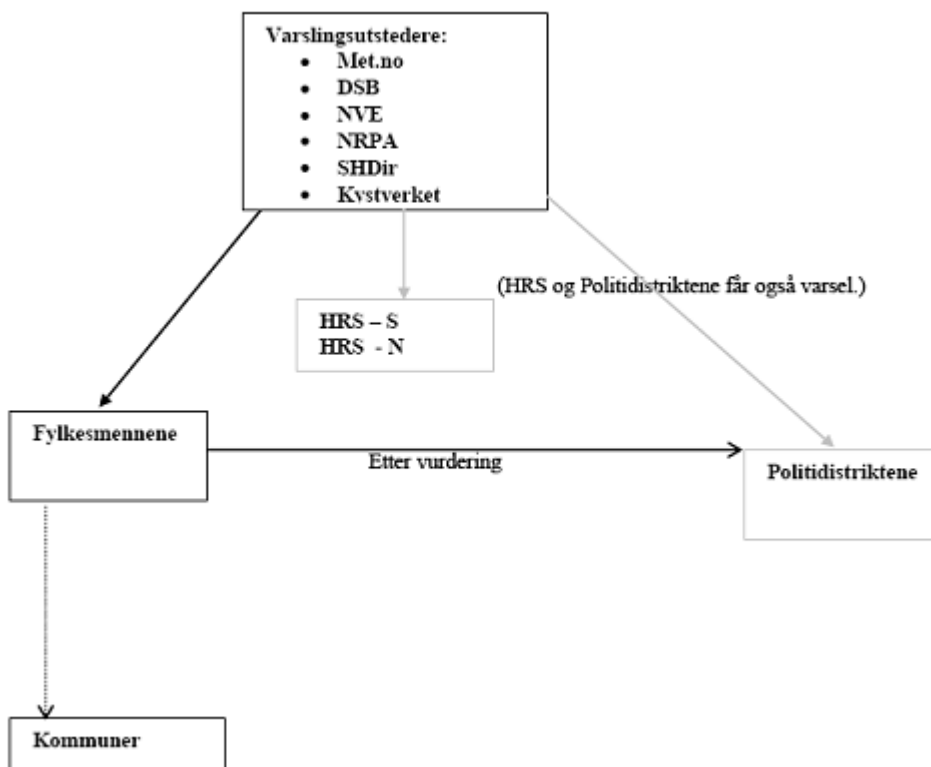 Varslingsutstedere:
• Met.no
• DSB
• NVE
• NRPA
• SHDir
• Kystverket
(HRS og Politidistriktene får også varsel.)
HRS – S
HRS - N
Fylkesmennene
Etter vurdering
Politidistriktene
Kommuner